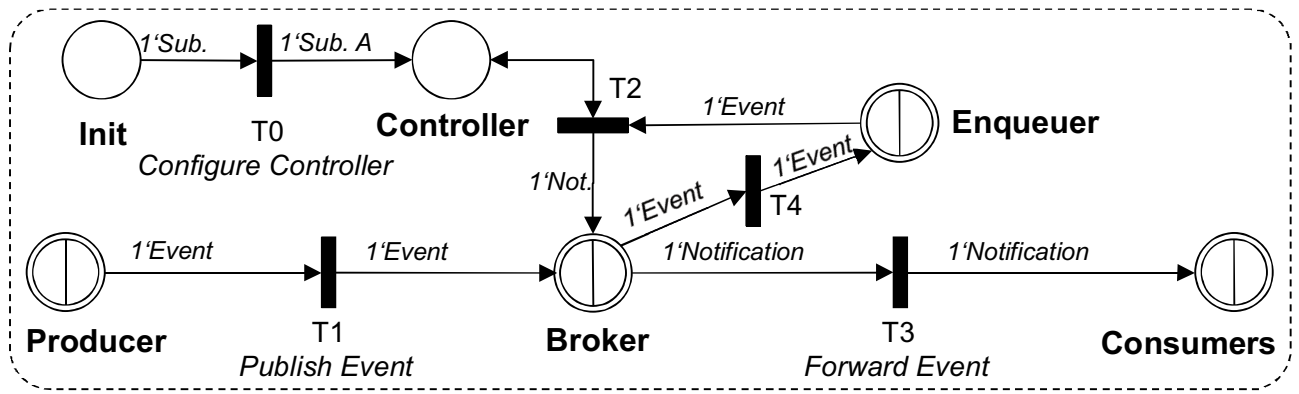 1‘Sub.
1‘Sub. A
T2
1‘Event
Init
T0
Controller
Enqueuer
Configure Controller
1‘Event
1‘Not.
1‘Event
T4
1‘Event
1‘Event
1‘Notification
1‘Notification
Producer
T1
Broker
T3
Consumers
Publish Event
Forward Event